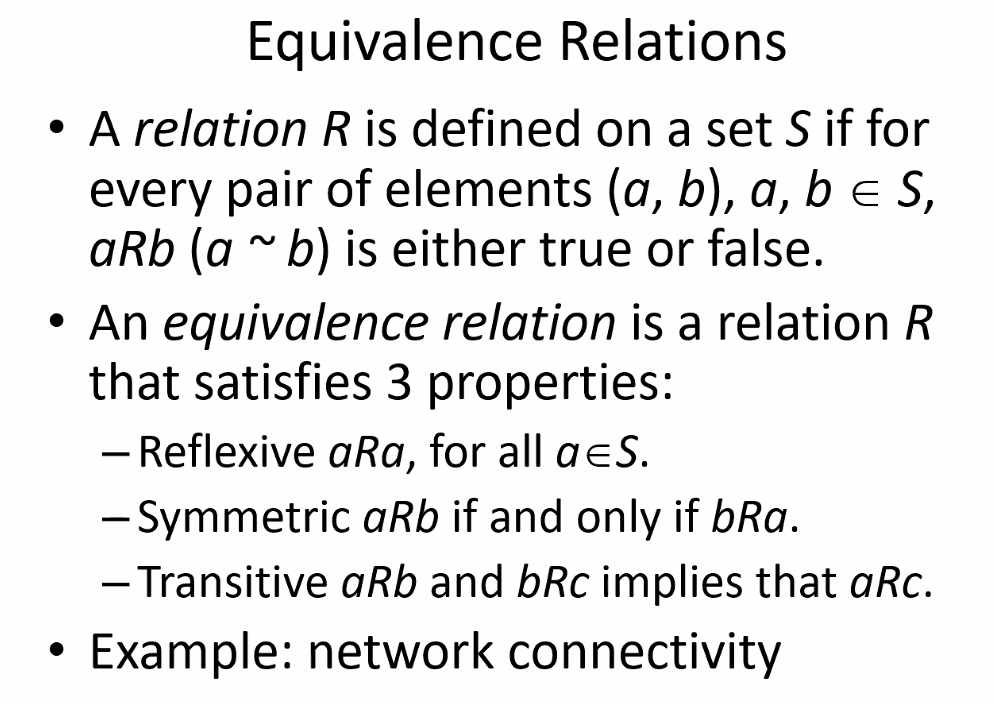 Equivalence Relations
• A relation R is defined on a set S if for
every pair of elements (a, b), a, b ∈ S,
aRb (a ~ b) is either true or false.
• An equivalence relation is a relation R
that satisfies 3 properties:
– Reflexive aRa, for all a∈S.
– Symmetric aRb if and only if bRa.
– Transitive aRb and bRc implies that aRc.
• Example: network connectivity